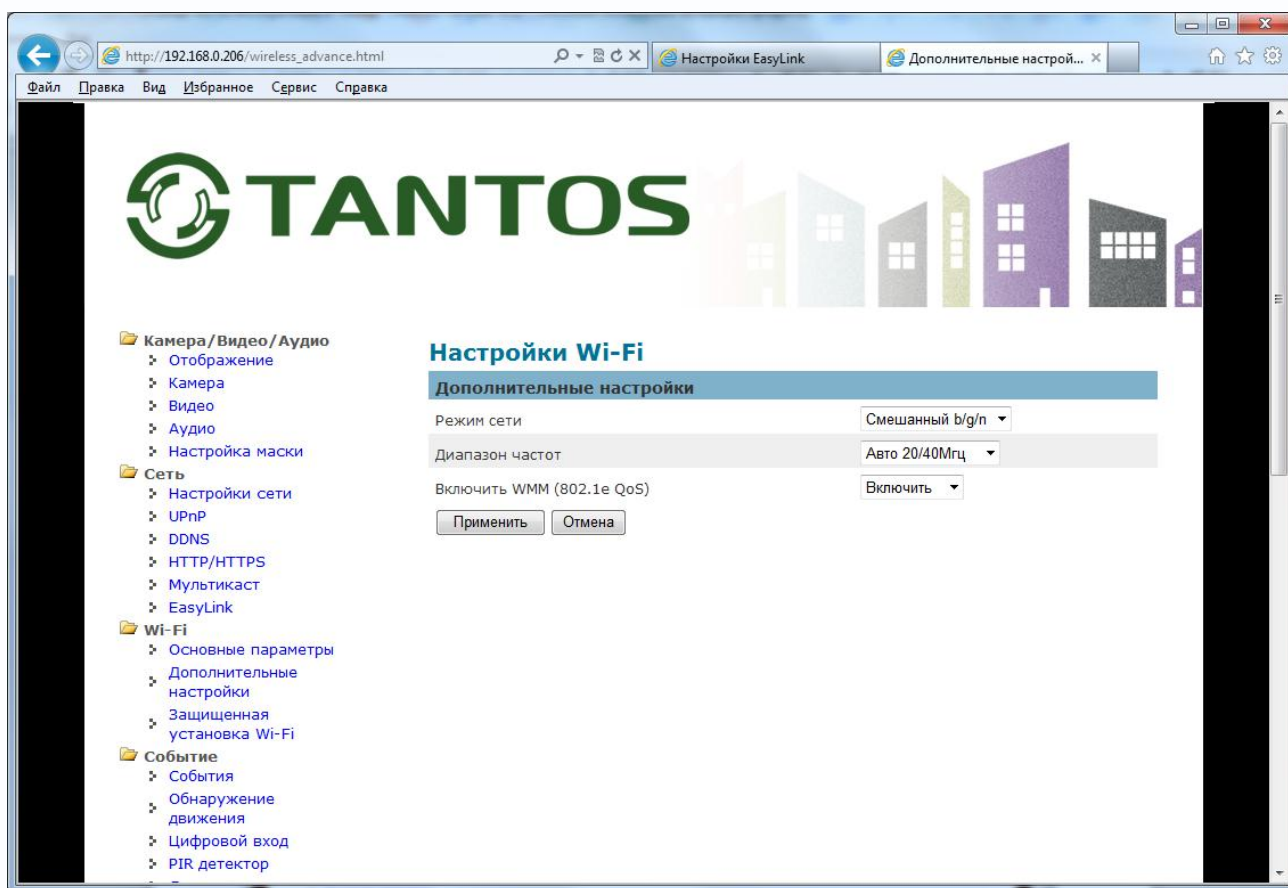 http://192.168.0.206/wireless_advance.html
Настройки EasyLink
Дополнительные настрой...
Файл Правка Вид Избранное Сервис Справка
TANTOS
Камера/Видео/Аудио
Отображение
Камера
Видео
Аудио
Настройка маски
Сеть
Настройки сети
UPnP
DDNS
HTTP/HTTPS
Мультикаст
EasyLink
Wi-Fi
Основные параметры
Дополнительные
настройки
Защищенная
установка Wi-Fi
Событие
События
Обнаружение
движения
Цифровой вход
PIR детектор
Настройки Wi-Fi
Дополнительные настройки
Режим сети Смешанный b/g/n
Диапазон частот Авто 20/40Мгц
Включить WMM (802.1e QoS) Включить
Применить Отмена